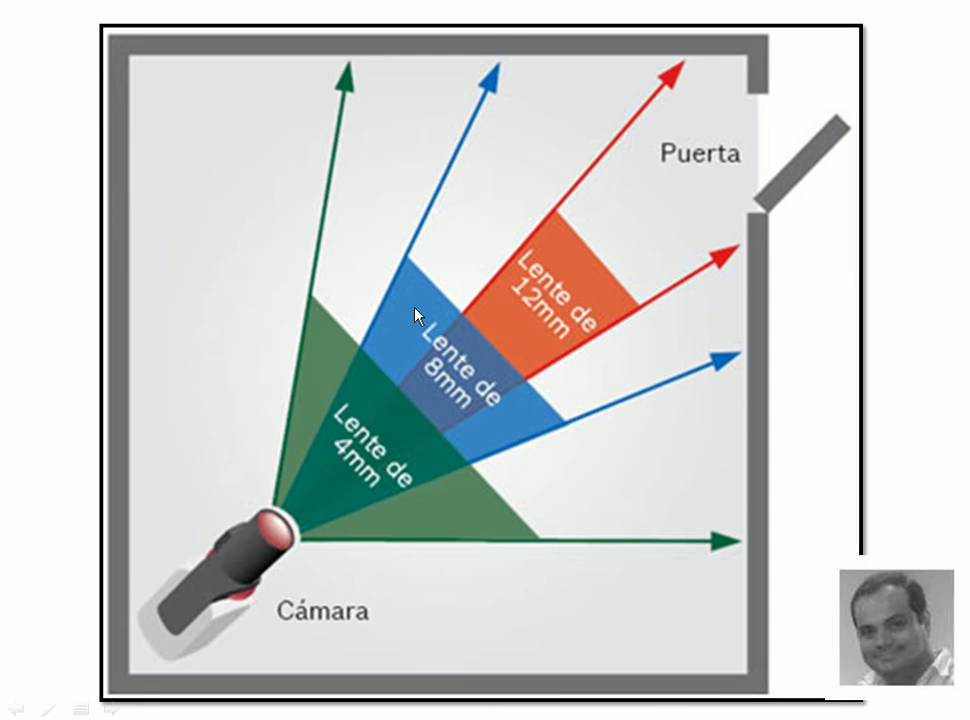 Puerta
Lente de
12mm
Lente de
8mm
Lente de
4mm
Cámara